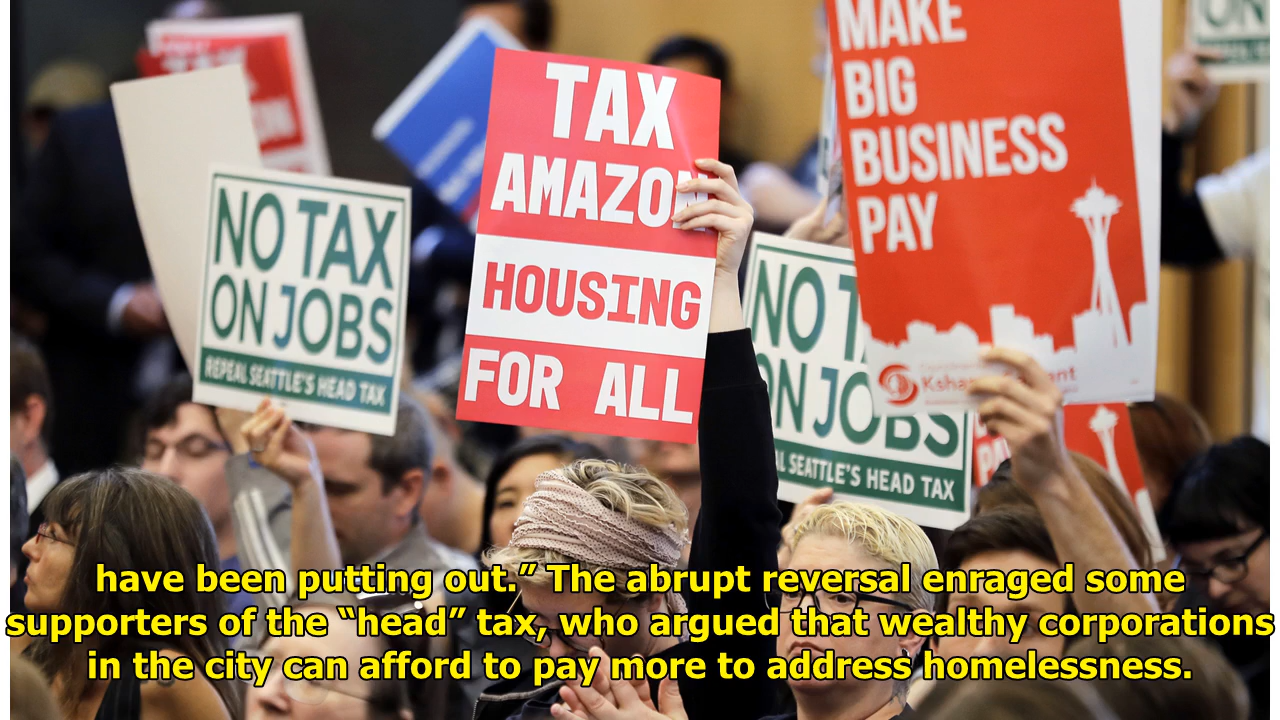 NO TAX
ON JOBS
REPEAL SEATTLE'S HEAD TAX
TAX
AMAZON
HOUSING
FOR ALL
NO
ON JOBS
SEATTLE'S HEAD TAX
MAKE
BIG
BUSINESS
PAY
ON
have been putting out.” The abrupt reversal enraged some
supporters of the “head” tax, who argued that wealthy corporations
in the city can afford to pay more to address homelessness.